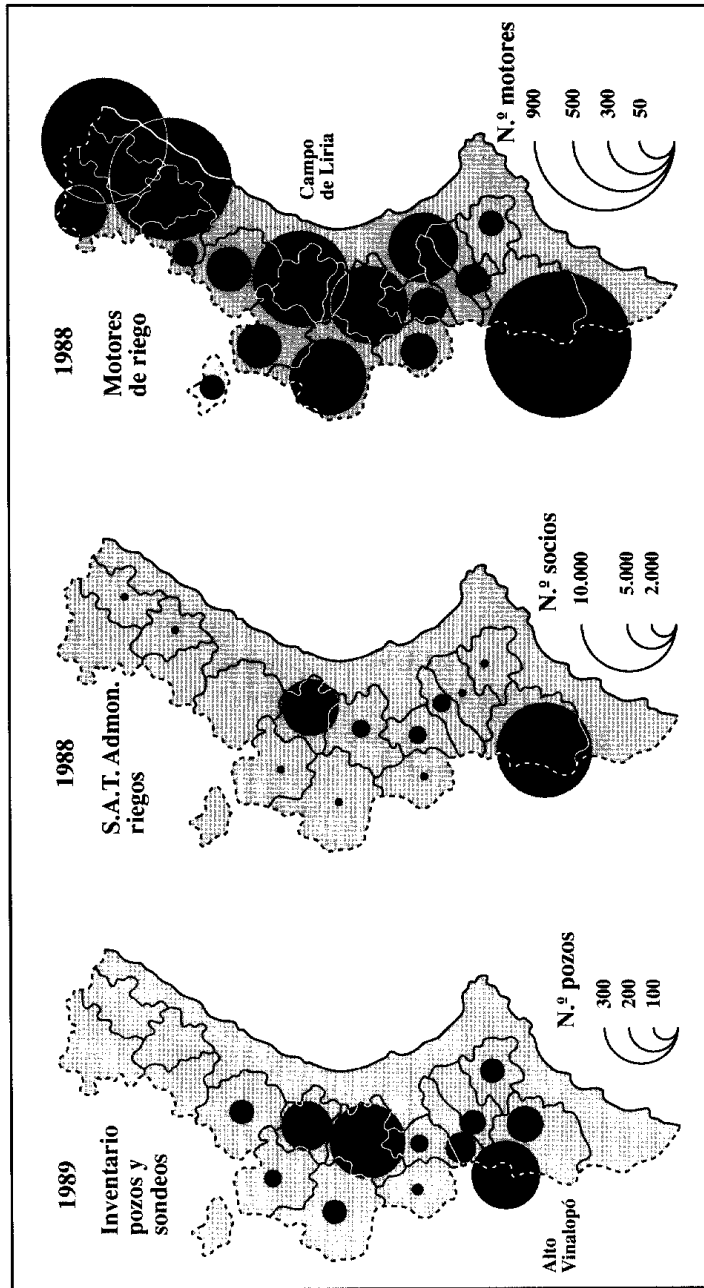 1989
Inventario
pozos y
sondeos
Alto
Vinalopó
N.º pozos
300
200
100
1988
S.A.T. Admon.
riegos
N.º socios
10.000
5.000
2.000
1988
Motores
de riego
Campo
de Liria
N.º motores
900
500
300
50